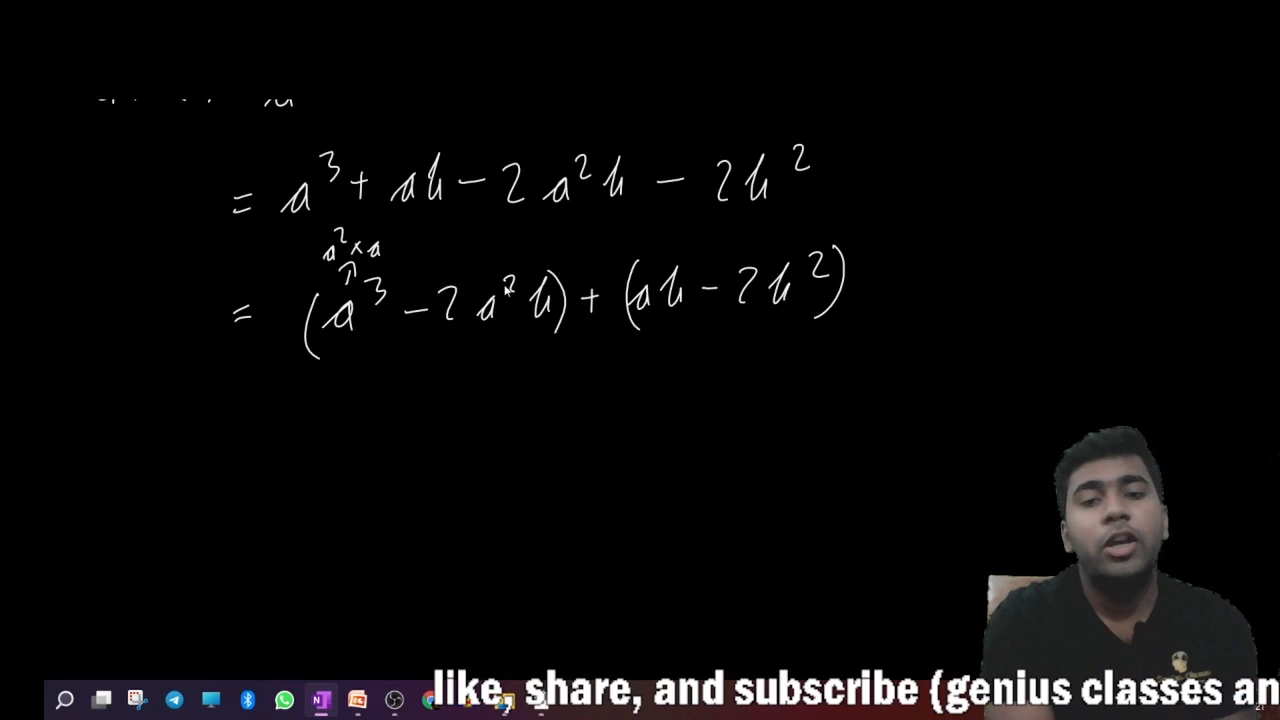 = a³ + ab - 2a²b - 2b²
a² × a
= (a³ - 2a²b) + (ab - 2b²)
like, share, and subscribe (genius classes an